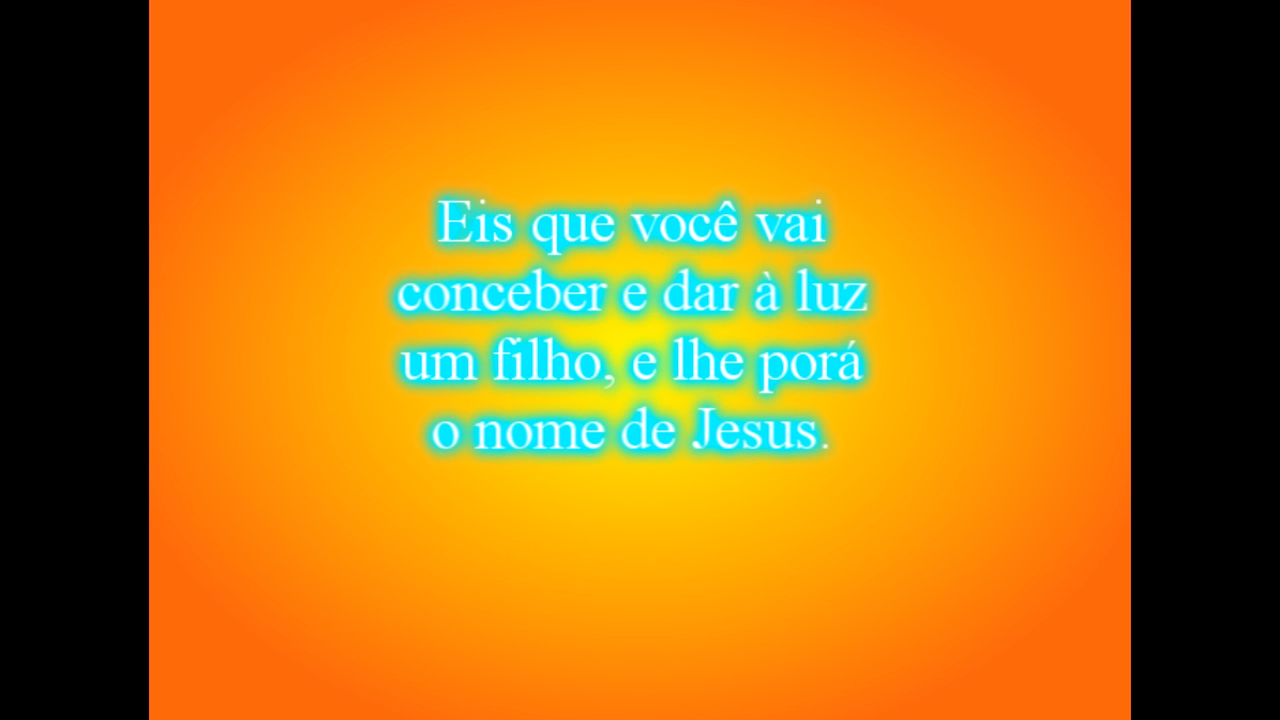 Eis que você vai
conceber e dar à luz
um filho, e lhe porá
o nome de Jesus.